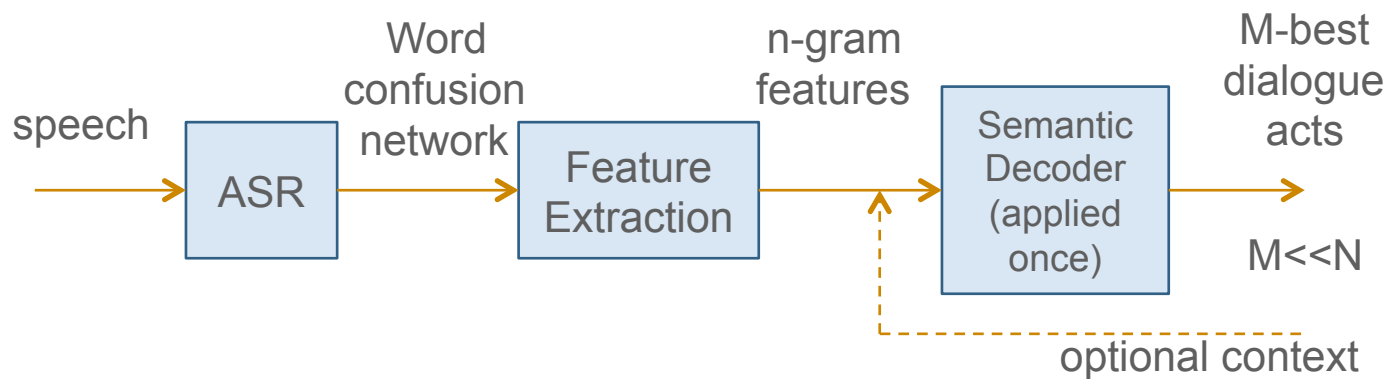 speech
ASR
Word
confusion
network
Feature
Extraction
n-gram
features
Semantic
Decoder
(applied
once)
M-best
dialogue
acts
M<<N
optional context